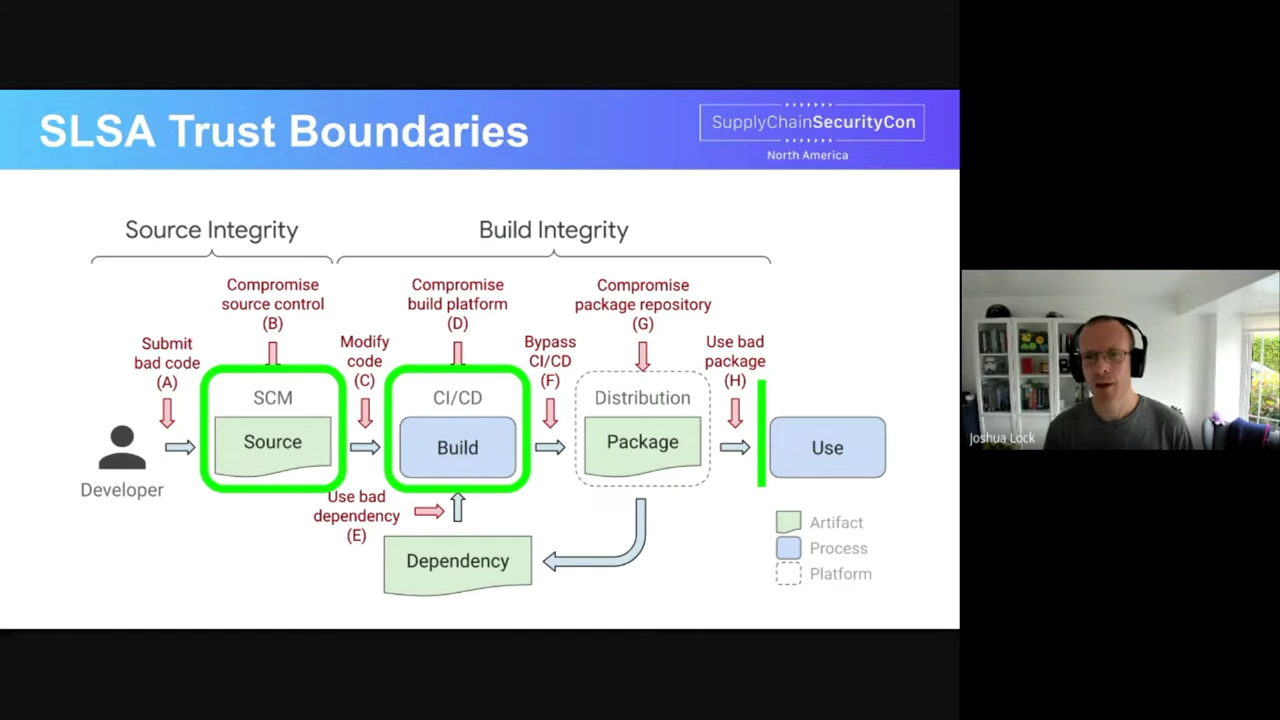 SLSA Trust Boundaries
SupplyChainSecurityCon
North America
Source Integrity
Build Integrity
Compromise
source control
(B)
Compromise
build platform
(D)
Compromise
package repository
(G)
Submit
bad code
(A)
Modify
code
(C)
Bypass
CI/CD
(F)
Use bad
package
(H)
SCM
Source
CI/CD
Build
Distribution
Package
Use
Developer
Use bad
dependency
(E)
Dependency
Artifact
Process
Platform
Joshua Lock